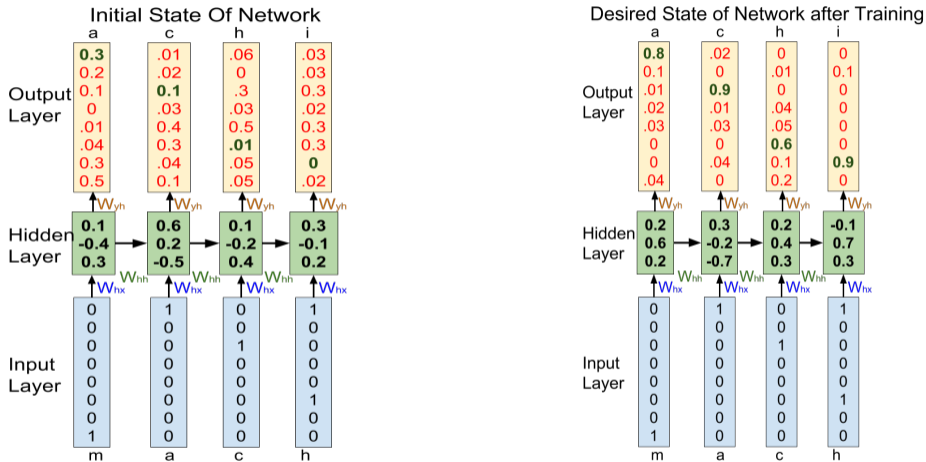 Initial State Of Network
a c h i
Output Layer
0.3 .01 .06 .03
0.2 .02 0 .03
0.1 0.1 .3 0.3
0 .03 .03 .02
.01 0.4 0.5 0.3
.04 0.3 .01 0.3
0.3 .04 .05 0
0.5 0.1 .05 .02
Wyh Wyh Wyh Wyh
Hidden Layer
0.1 0.6 0.1 0.3
-0.4 0.2 -0.2 -0.1
0.3 -0.5 0.4 0.2
Whh Whh Whh
Whx Whx Whx Whx
Input Layer
0 1 0 1
0 0 0 0
0 0 1 0
0 0 0 0
0 0 0 0
0 0 0 1
0 0 0 0
1 0 0 0
m a c h
Desired State of Network after Training
a c h i
Output Layer
0.8 .02 0 0
0.1 0 .01 0.1
.01 0.9 0 0
.02 .01 .04 0
.03 .03 .05 0
0 0 0.6 0
0 .04 0.1 0.9
.04 0 0.2 0
Wyh Wyh Wyh Wyh
Hidden Layer
0.2 0.3 0.2 -0.1
0.6 -0.2 0.4 0.7
0.2 -0.7 0.3 0.3
Whh Whh Whh
Whx Whx Whx Whx
Input Layer
0 1 0 1
0 0 0 0
0 0 1 0
0 0 0 0
0 0 0 0
0 0 0 1
0 0 0 0
1 0 0 0
m a c h